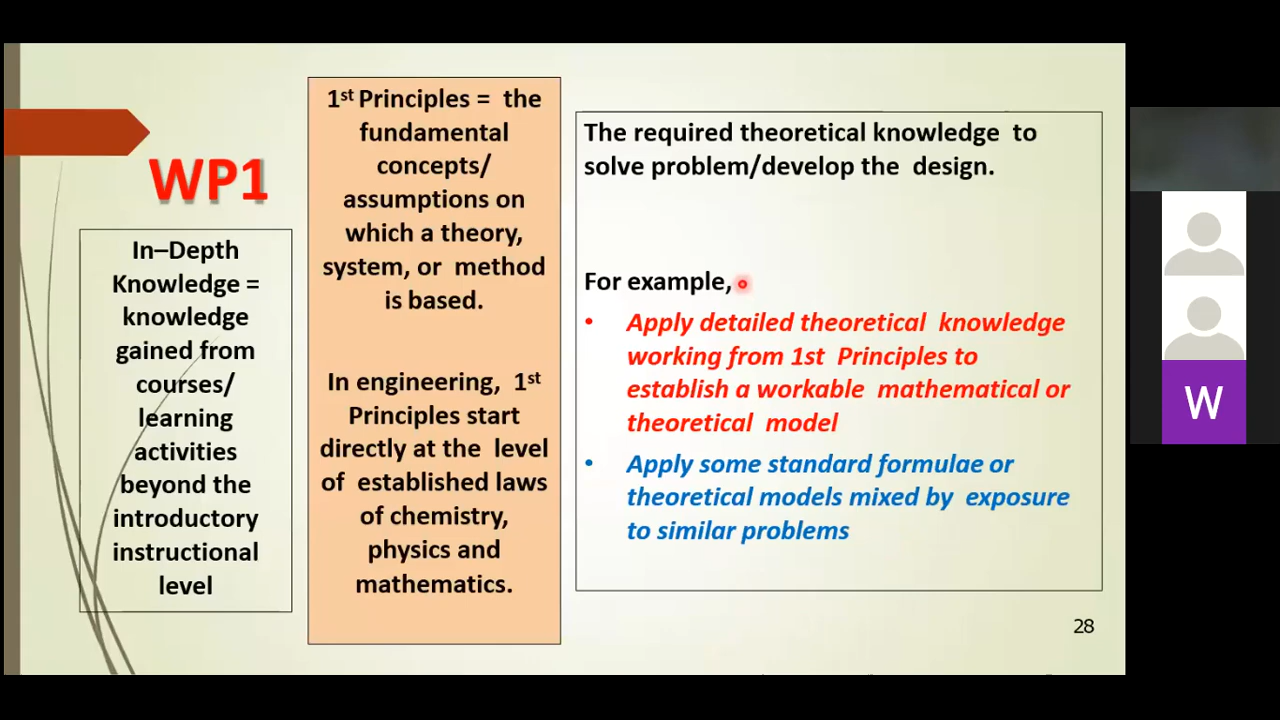 WP1
In–Depth
Knowledge =
knowledge
gained from
courses/
learning
activities
beyond the
introductory
instructional
level
1st Principles = the
fundamental
concepts/
assumptions on
which a theory,
system, or method
is based.
In engineering, 1st
Principles start
directly at the level
of established laws
of chemistry,
physics and
mathematics.
The required theoretical knowledge to
solve problem/develop the design.
For example,
• Apply detailed theoretical knowledge
working from 1st Principles to
establish a workable mathematical or
theoretical model
• Apply some standard formulae or
theoretical models mixed by exposure
to similar problems
28
W